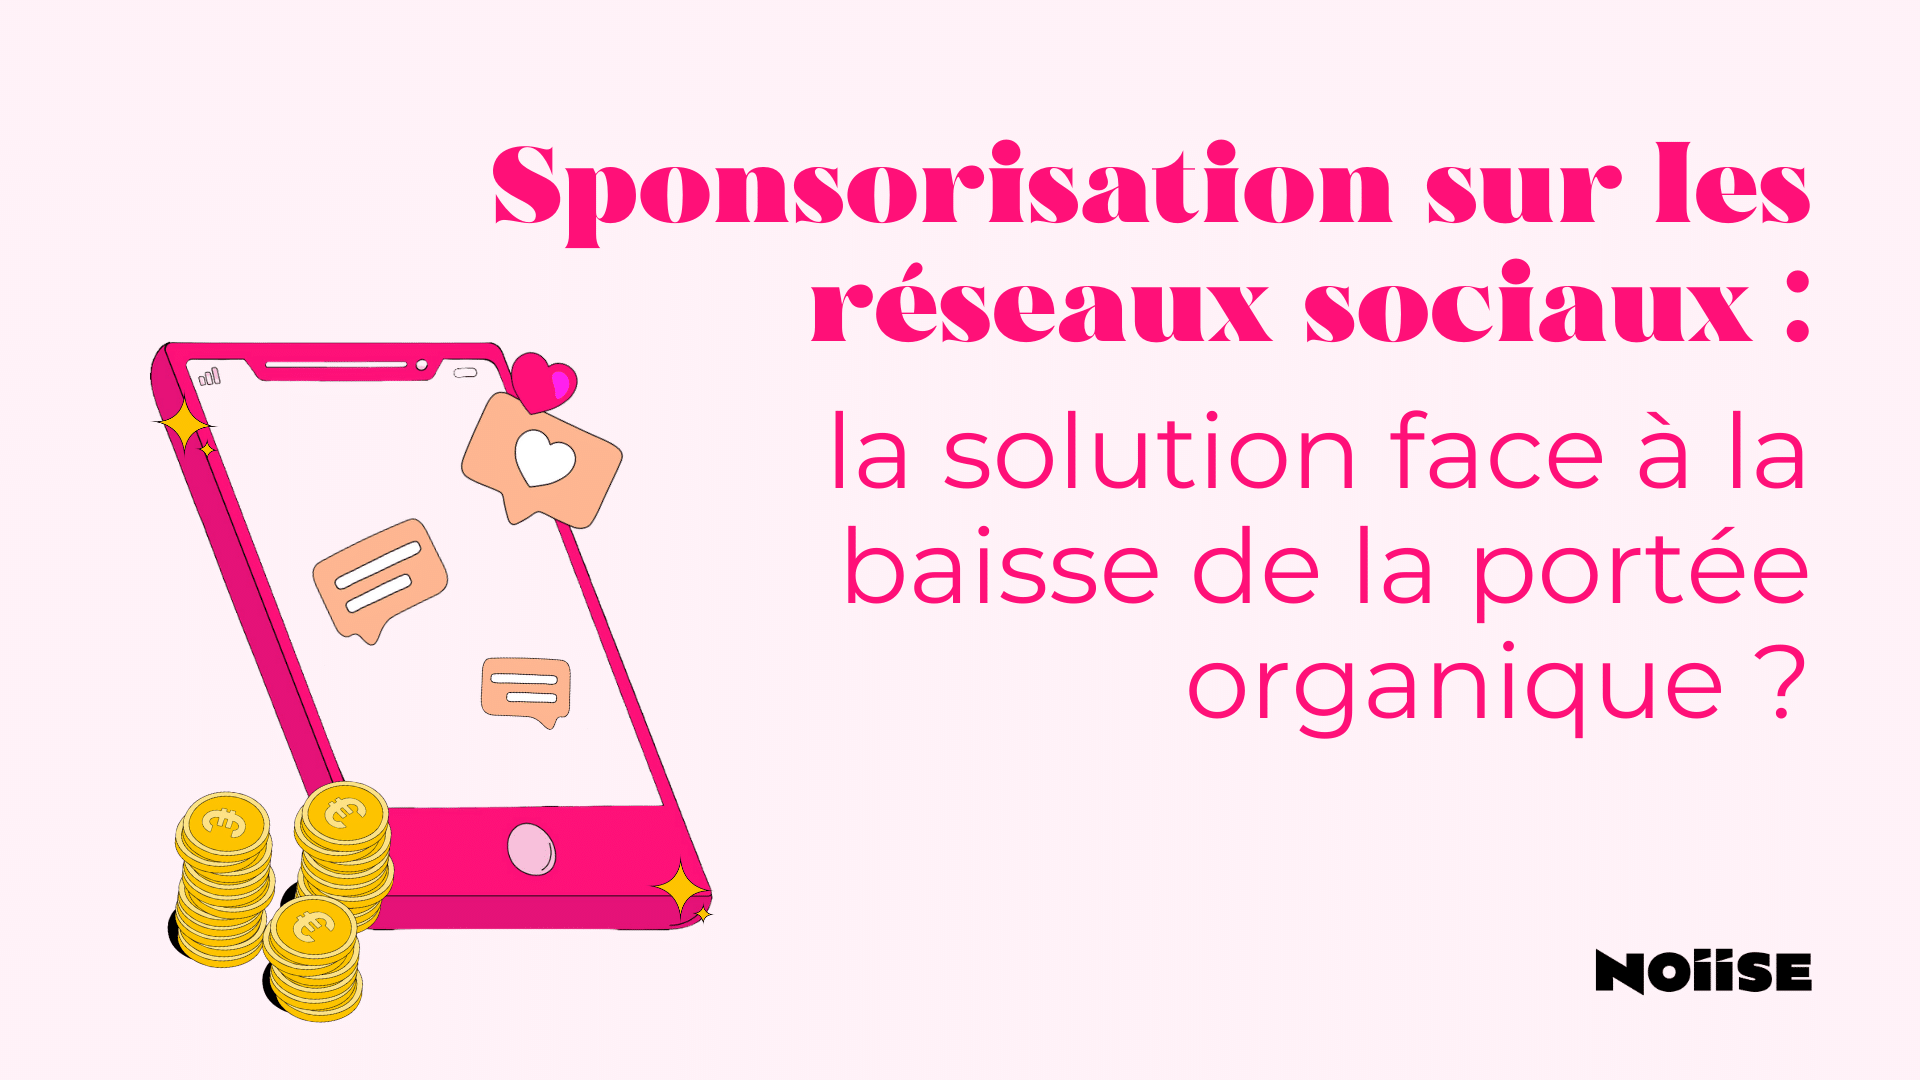 Sponsorisation sur les
réseaux sociaux :
la solution face à la
baisse de la portée
organique ?
€
€
€
NOIISE